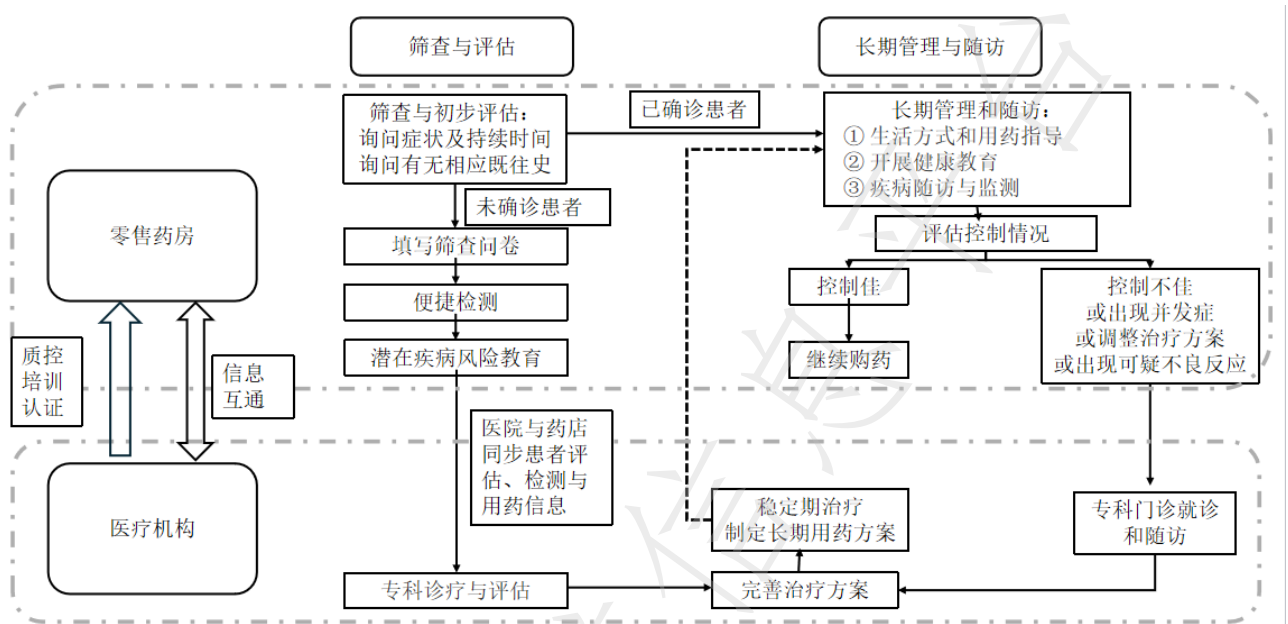 筛查与评估
长期管理与随访
筛查与初步评估：
询问症状及持续时间
询问有无相应既往史
已确诊患者
长期管理和随访：
① 生活方式和用药指导
② 开展健康教育
③ 疾病随访与监测
未确诊患者
零售药房
填写筛查问卷
评估控制情况
便捷检测
控制佳
控制不佳
或出现并发症
或调整治疗方案
或出现可疑不良反应
潜在疾病风险教育
继续购药
质控
培训
认证
信息
互通
医院与药店
同步患者评
估、检测与
用药信息
医疗机构
稳定期治疗
制定长期用药方案
专科门诊就诊
和随访
专科诊疗与评估
完善治疗方案